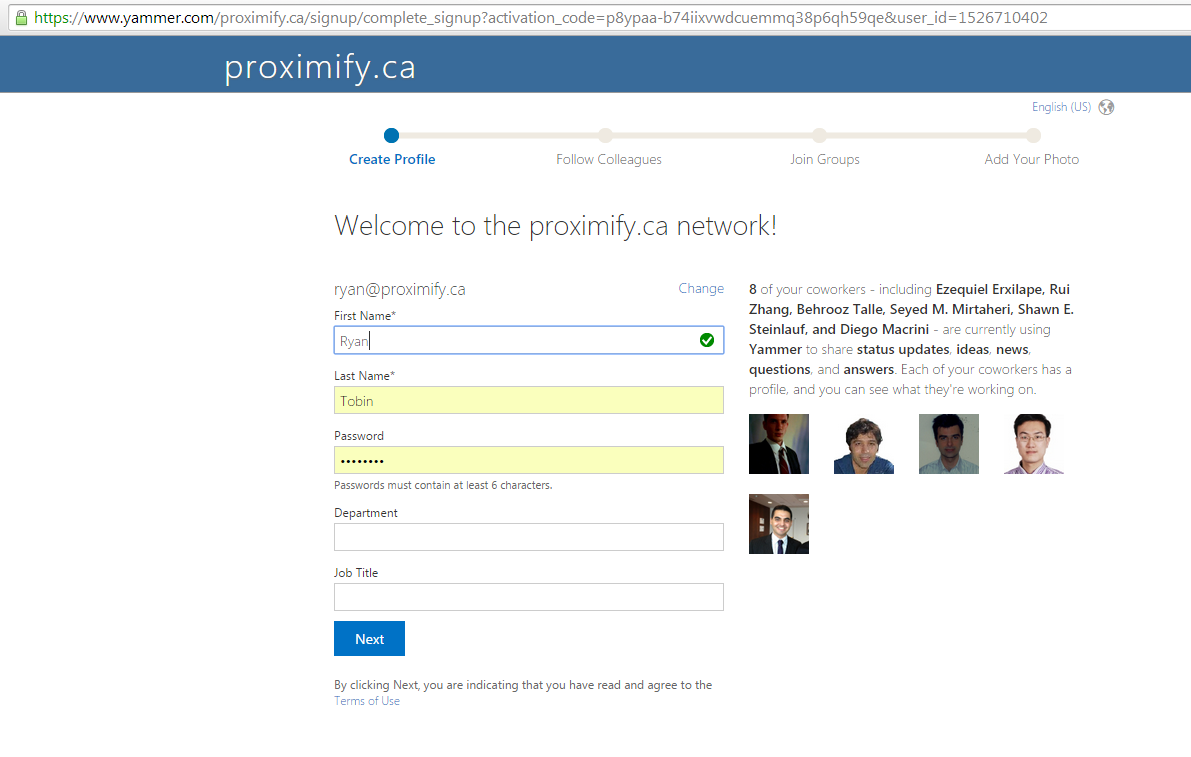 https://www.yammer.com/proximify.ca/signup/complete_signup?activation_code=p8ypaa-b74iixvwdcuemmq38p6qh59qe&user_id=1526710402
proximify.ca
English (US)
Create Profile Follow Colleagues Join Groups Add Your Photo
Welcome to the proximify.ca network!
ryan@proximify.ca Change
First Name*
Ryan
Last Name*
Tobin
Password
••••••••
Passwords must contain at least 6 characters.
Department
Job Title
Next
By clicking Next, you are indicating that you have read and agree to the
Terms of Use
8 of your coworkers - including Ezequiel Erxilape, Rui
Zhang, Behrooz Talle, Seyed M. Mirtaheri, Shawn E.
Steinlauf, and Diego Macrini - are currently using
Yammer to share status updates, ideas, news,
questions, and answers. Each of your coworkers has a
profile, and you can see what they're working on.